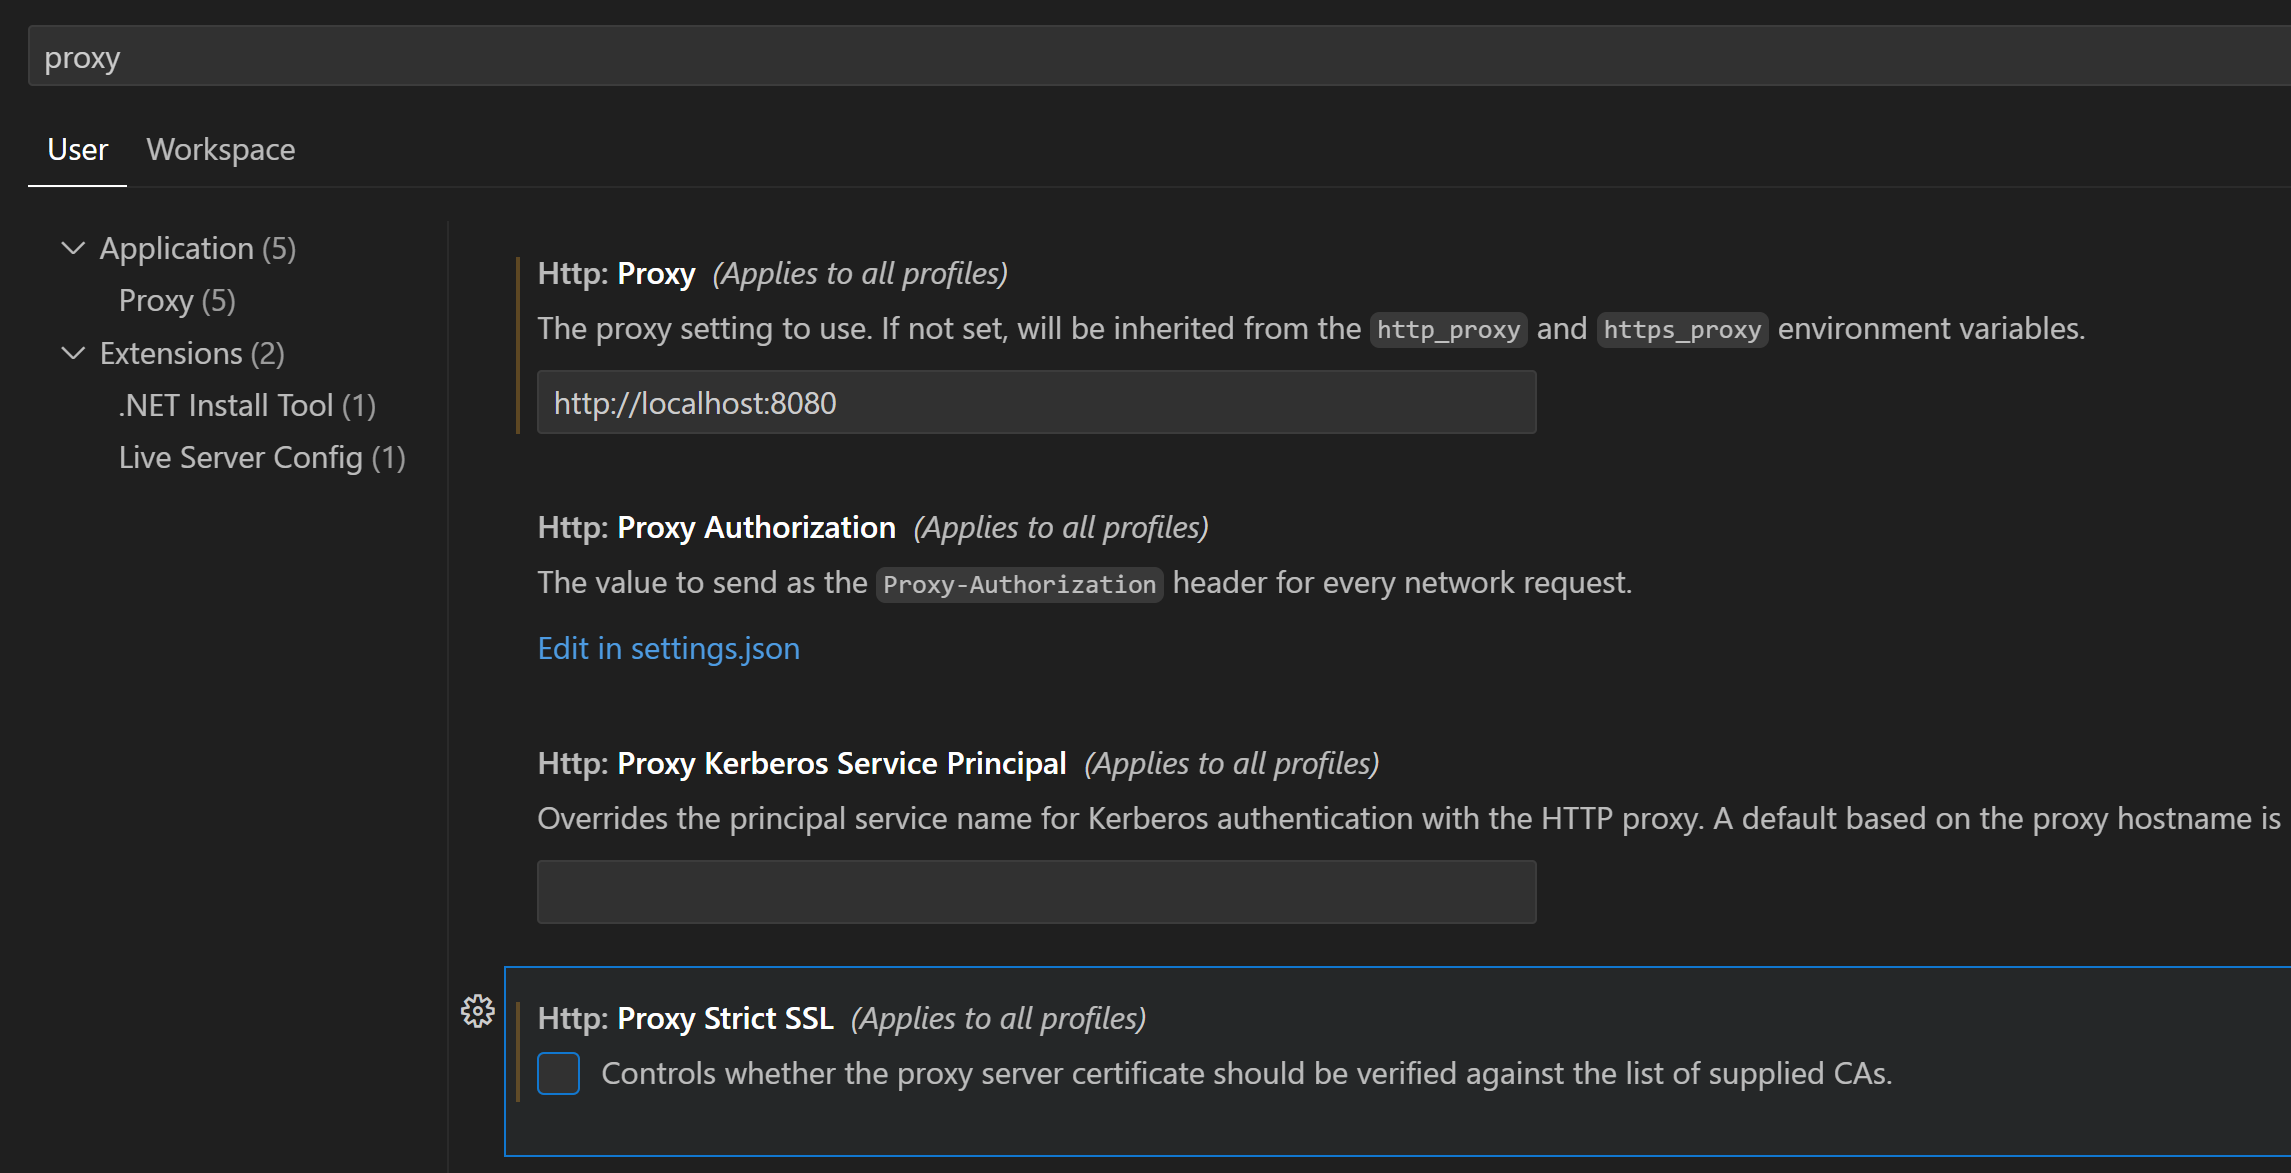 proxy
User Workspace
Application (5)
Proxy (5)
Extensions (2)
.NET Install Tool (1)
Live Server Config (1)
Http: Proxy (Applies to all profiles)
The proxy setting to use. If not set, will be inherited from the http_proxy and https_proxy environment variables.
http://localhost:8080
Http: Proxy Authorization (Applies to all profiles)
The value to send as the Proxy-Authorization header for every network request.
Edit in settings.json
Http: Proxy Kerberos Service Principal (Applies to all profiles)
Overrides the principal service name for Kerberos authentication with the HTTP proxy. A default based on the proxy hostname is
Http: Proxy Strict SSL (Applies to all profiles)
Controls whether the proxy server certificate should be verified against the list of supplied CAs.